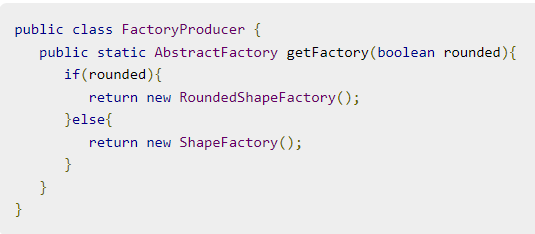 public class FactoryProducer {
   public static AbstractFactory getFactory(boolean rounded){
      if(rounded){
         return new RoundedShapeFactory();
      }else{
         return new ShapeFactory();
      }
   }
}